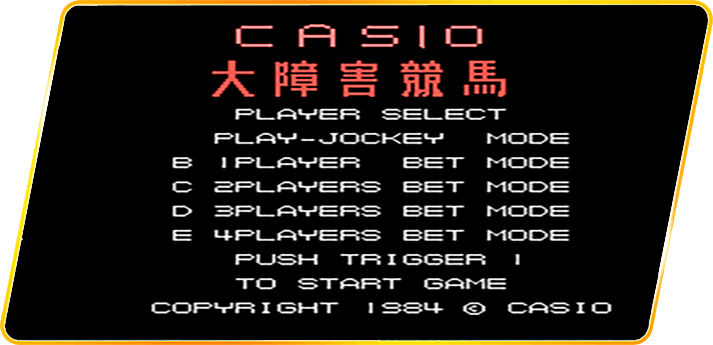 CASIO
大障害競馬
PLAYER SELECT
PLAY-JOCKEY MODE
B 1PLAYER BET MODE
C 2PLAYERS BET MODE
D 3PLAYERS BET MODE
E 4PLAYERS BET MODE
PUSH TRIGGER 1
TO START GAME
COPYRIGHT 1984 © CASIO